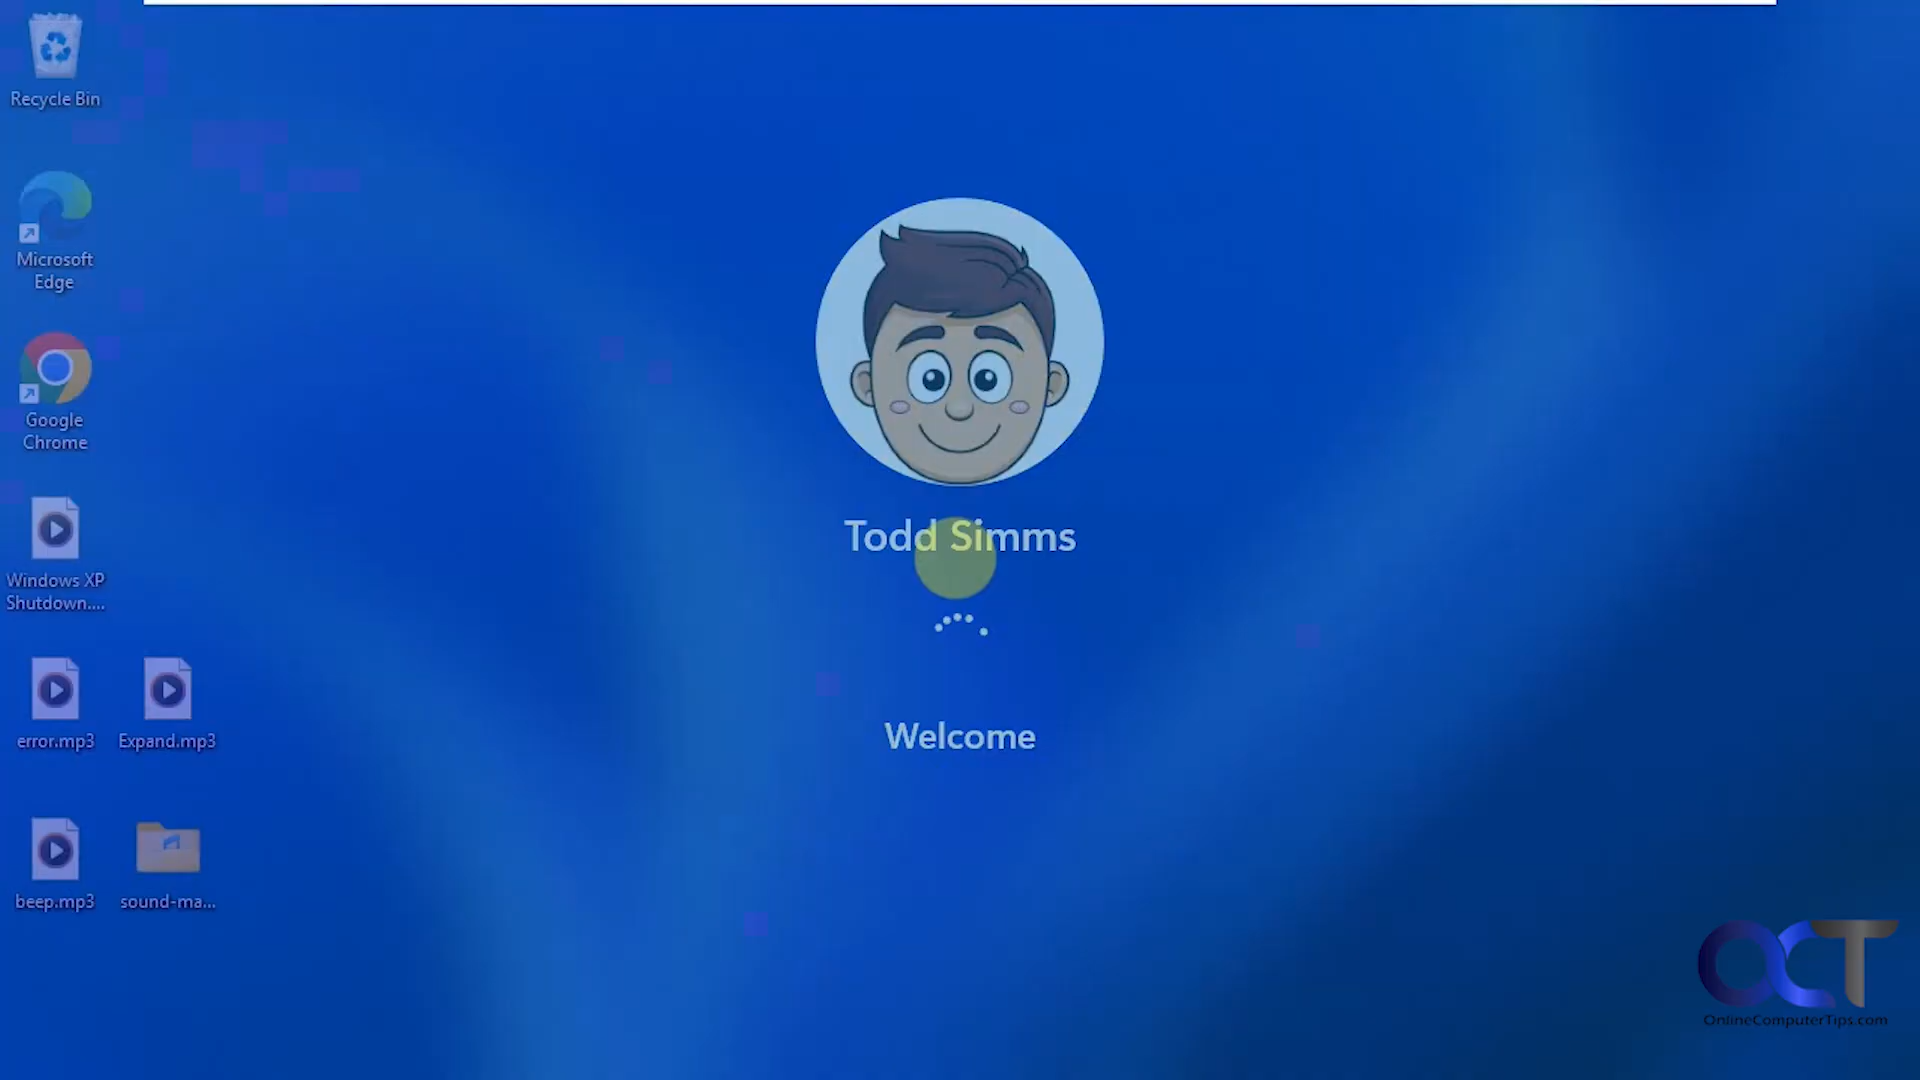 Recycle Bin
Microsoft
Edge
Google
Chrome
Windows XP
Shutdown....
error.mp3
Expand.mp3
beep.mp3
sound-ma...
Todd Simms
Welcome
OCT
OnlineComputerTips.com